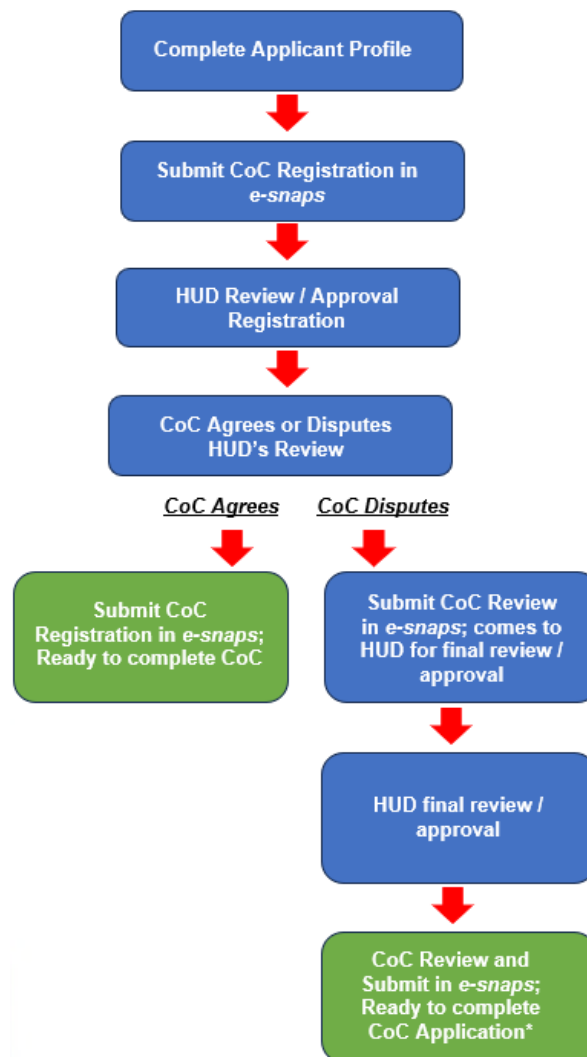 Complete Applicant Profile
Submit CoC Registration in
e-snaps
HUD Review / Approval
Registration
CoC Agrees or Disputes
HUD's Review
CoC Agrees
CoC Disputes
Submit CoC
Registration in e-snaps;
Ready to complete CoC
Submit CoC Review
in e-snaps; comes to
HUD for final review /
approval
HUD final review /
approval
CoC Review and
Submit in e-snaps;
Ready to complete
CoC Application*